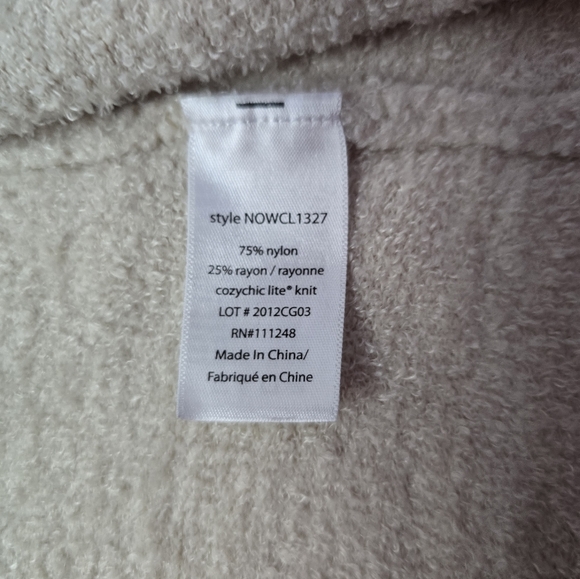 style NOWCL1327
75% nylon
25% rayon / rayonne
cozychic lite® knit
LOT # 2012CG03
RN#111248
Made In China/
Fabriqué en Chine